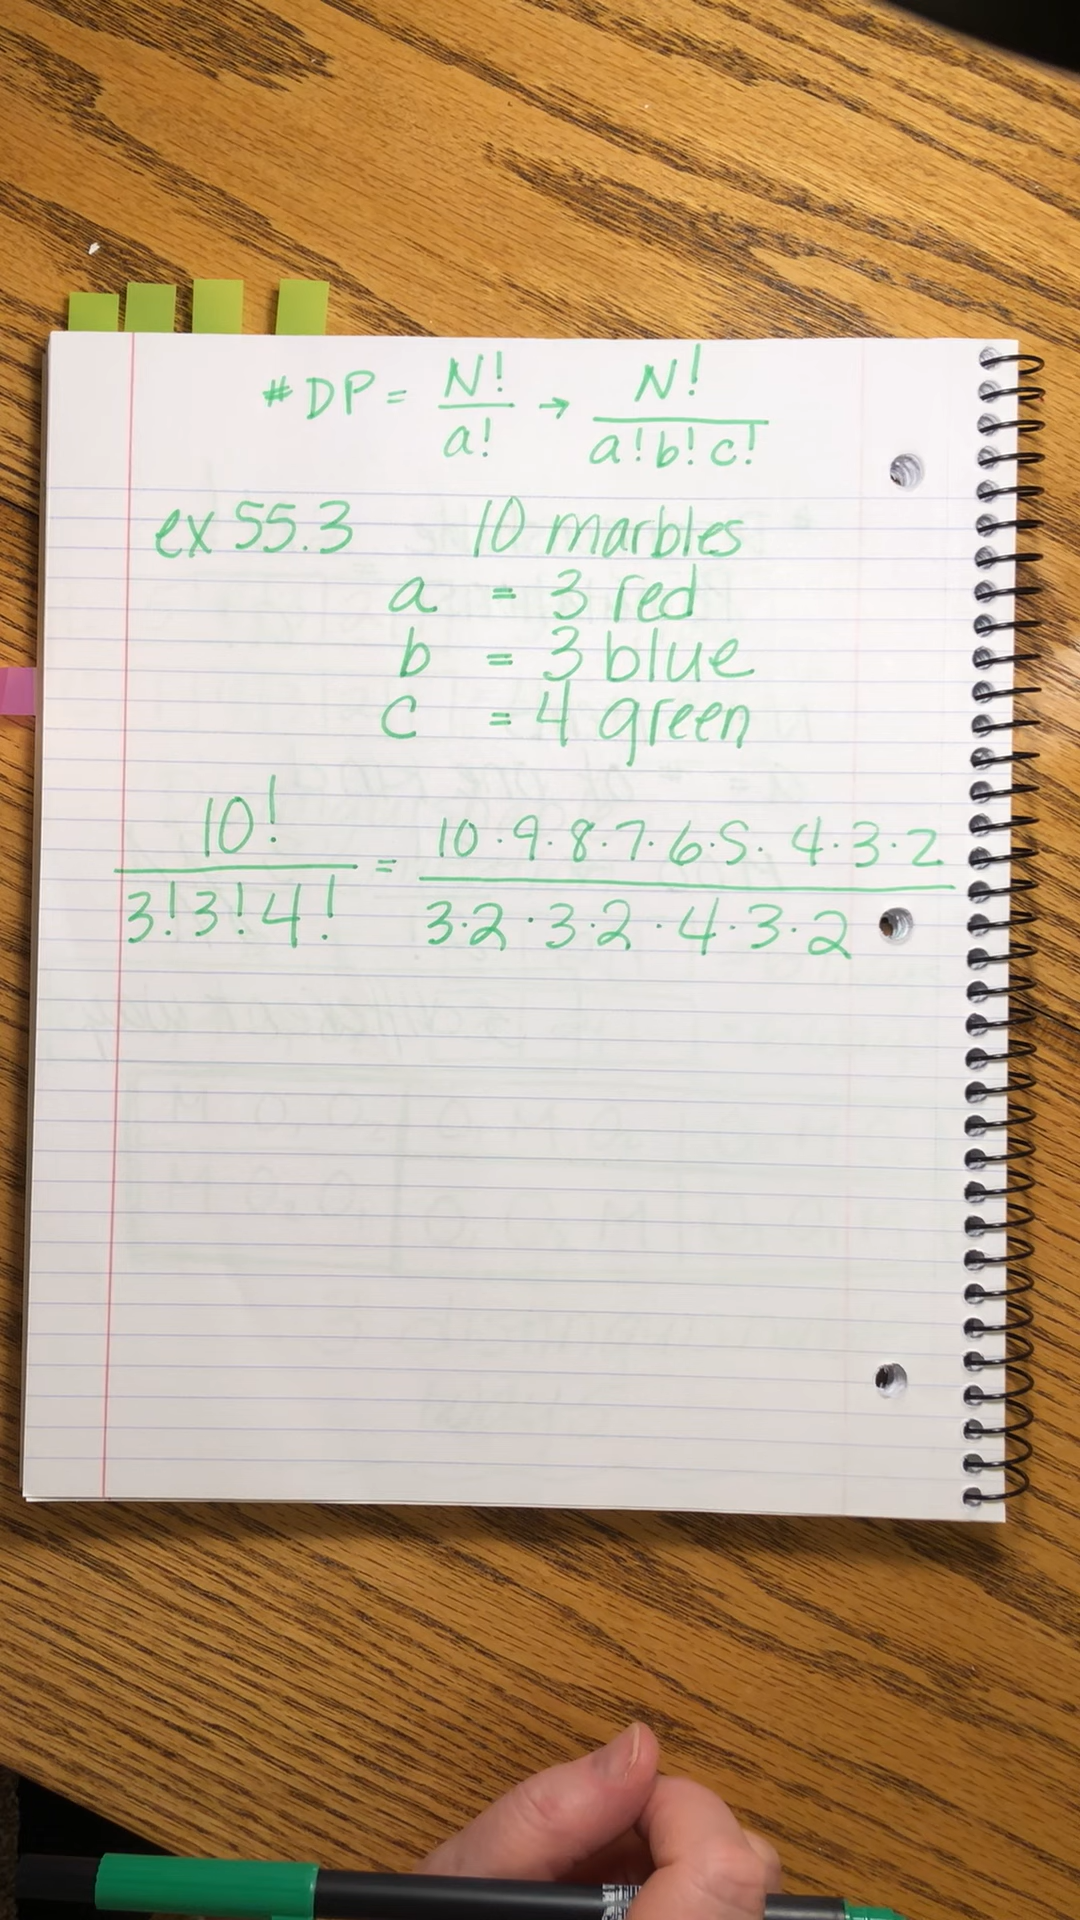 #DP = N!/a! → N!/a!b!c!
ex 55.3 10 marbles
a = 3 red
b = 3 blue
c = 4 green
10!/3!3!4! = 10·9·8·7·6·5·4·3·2/3·2·3·2·4·3·2